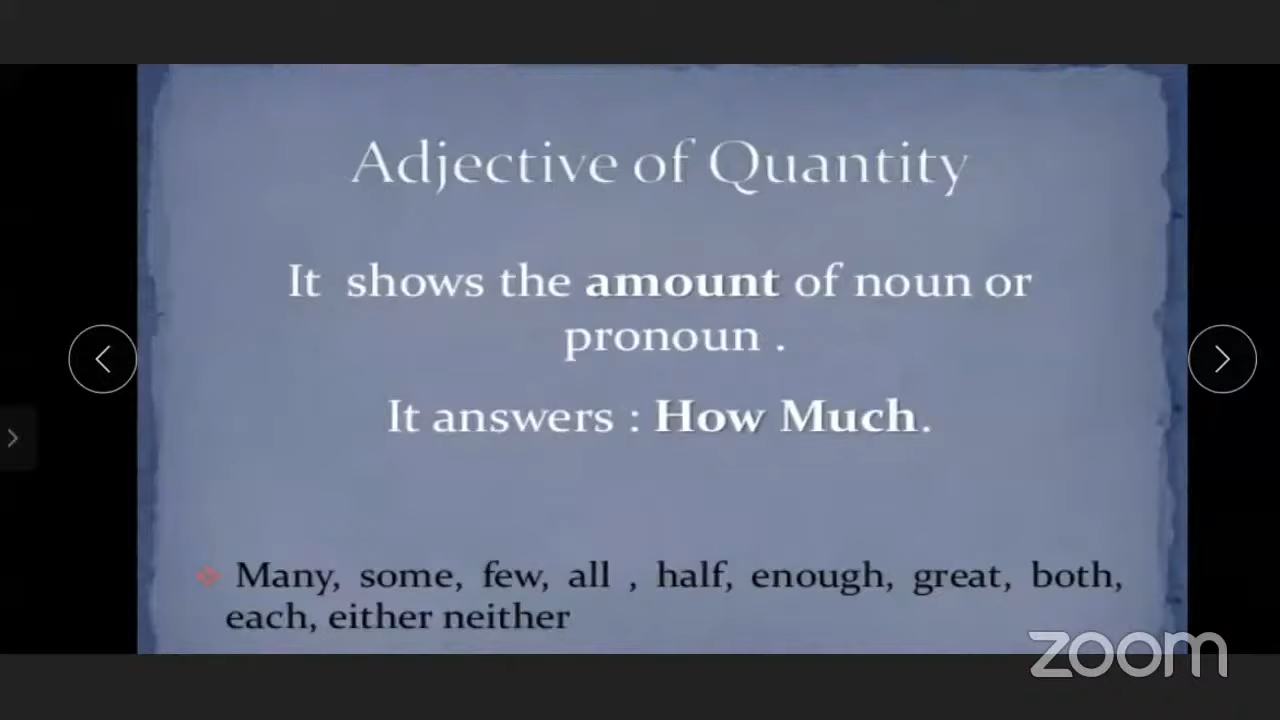 Adjective of Quantity
It shows the amount of noun or
pronoun .
It answers : How Much.
Many, some, few, all , half, enough, great, both,
each, either neither
zoom